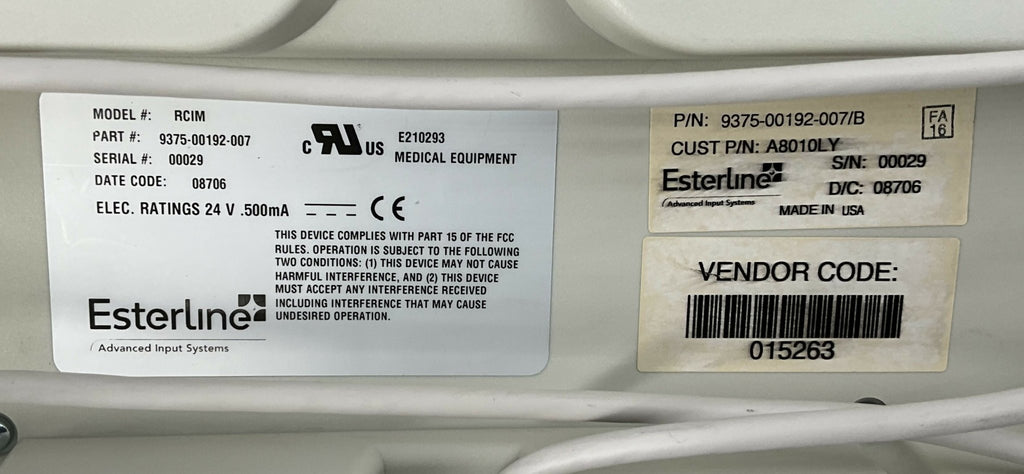 MODEL #: RCIM
PART #: 9375-00192-007
SERIAL #: 00029
DATE CODE: 08706
ELEC. RATINGS 24 V .500mA
C RU US
E210293
MEDICAL EQUIPMENT
CE
THIS DEVICE COMPLIES WITH PART 15 OF THE FCC
RULES. OPERATION IS SUBJECT TO THE FOLLOWING
TWO CONDITIONS: (1) THIS DEVICE MAY NOT CAUSE
HARMFUL INTERFERENCE, AND (2) THIS DEVICE
MUST ACCEPT ANY INTERFERENCE RECEIVED
INCLUDING INTERFERENCE THAT MAY CAUSE
UNDESIRED OPERATION.
Esterline
Advanced Input Systems
P/N: 9375-00192-007/B
FA
16
CUST P/N: A8010LY
S/N: 00029
Esterline
D/C: 08706
Advanced Input Systems
MADE IN USA
VENDOR CODE:
015263